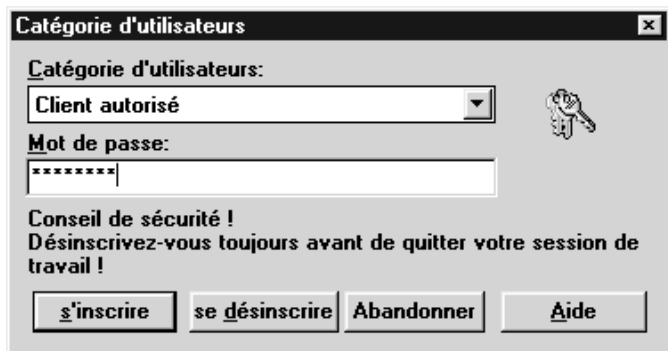 Catégorie d'utilisateurs
Catégorie d'utilisateurs:
Client autorisé
Mot de passe:
********
Conseil de sécurité !
Désinscrivez-vous toujours avant de quitter votre session de
travail !
s'inscrire se désinscrire Abandonner Aide